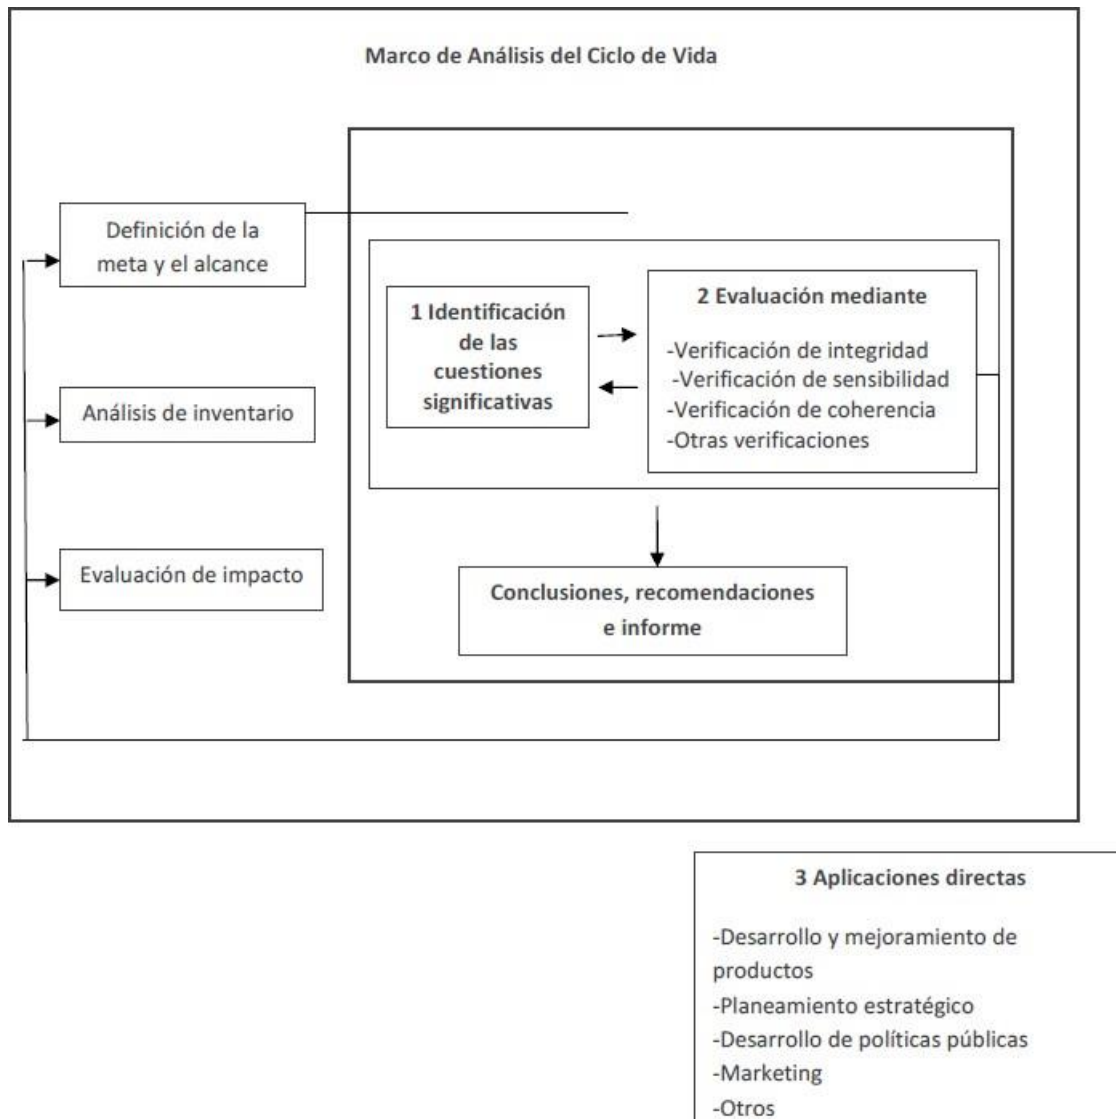 Marco de Análisis del Ciclo de Vida
Definición de la
meta y el alcance
Análisis de inventario
Evaluación de impacto
1 Identificación
de las
cuestiones
significativas
2 Evaluación mediante
-Verificación de integridad
-Verificación de sensibilidad
-Verificación de coherencia
-Otras verificaciones
Conclusiones, recomendaciones
e informe
3 Aplicaciones directas
-Desarrollo y mejoramiento de
productos
-Planeamiento estratégico
-Desarrollo de políticas públicas
-Marketing
-Otros